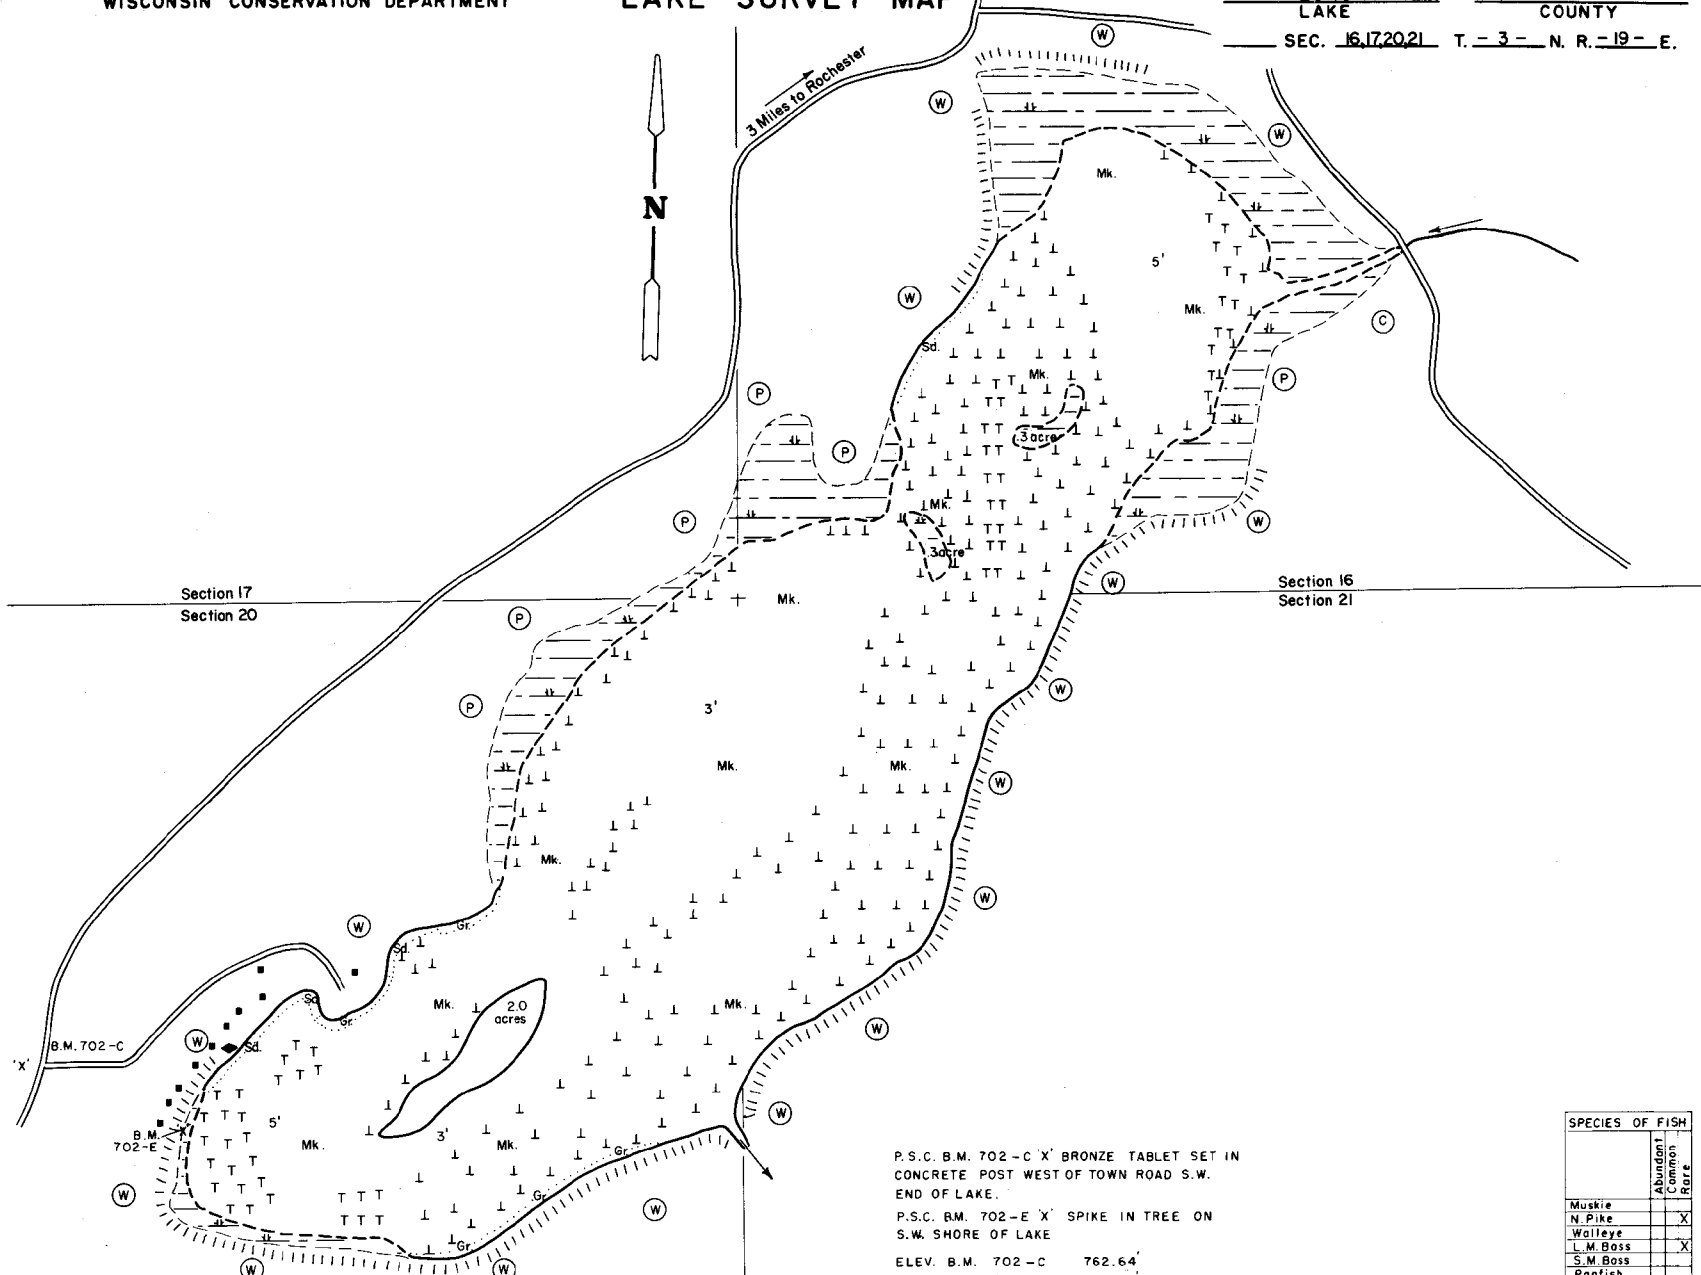 WISCONSIN CONSERVATION DEPARTMENT
LAKE SURVEY MAP
LAKE
COUNTY
SEC. 16,17,20,21 T. - 3 - N. R. - 19 - E.
3 Miles to Rochester
N
W
W
W
W
Mk.
5'
Mk.
C
P
Sd.
Mk.
.3 acre
P
P
P
Mk.
.3 acre
W
W
Section 17
Section 20
Section 16
Section 21
P
Mk.
P
3'
W
Mk.
Mk.
W
Mk.
W
W
Gr.
Sd.
Sd.
Gr.
Mk.
2.0
acres
Mk.
W
W
Sd.
'X'
B.M. 702-C
5'
Mk.
3'
Mk.
W
B.M.
702-E
X
Gr.
W
Gr.
W
Gr.
W
W
P.S.C. B.M. 702-C 'X' BRONZE TABLET SET IN
CONCRETE POST WEST OF TOWN ROAD S.W.
END OF LAKE.
P.S.C. B.M. 702-E 'X' SPIKE IN TREE ON
S.W. SHORE OF LAKE
ELEV. B.M. 702-C 762.64'
SPECIES OF FISH
Abundant
Common
Rare
Muskie
N. Pike X
Walleye
L.M. Bass X
S.M. Bass
Panfish